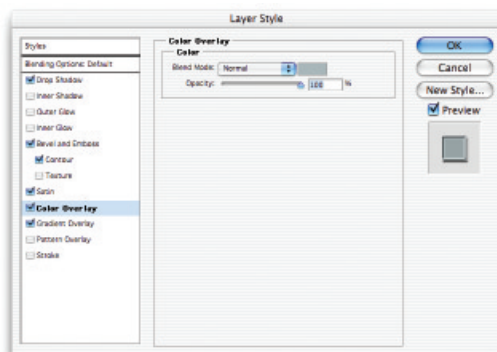 Layer Style
Styles
Blending Options: Default
Drop Shadow
Inner Shadow
Outer Glow
Inner Glow
Bevel and Emboss
Contour
Texture
Satin
Color Overlay
Gradient Overlay
Pattern Overlay
Stroke
Color Overlay
Color
Blend Mode: Normal
Opacity: 100 %
OK
Cancel
New Style...
Preview